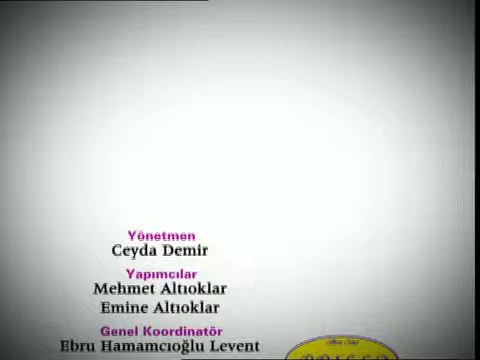 Yönetmen
Ceyda Demir
Yapımcılar
Mehmet Altıoklar
Emine Altıoklar
Genel Koordinatör
Ebru Hamamcıoğlu Levent